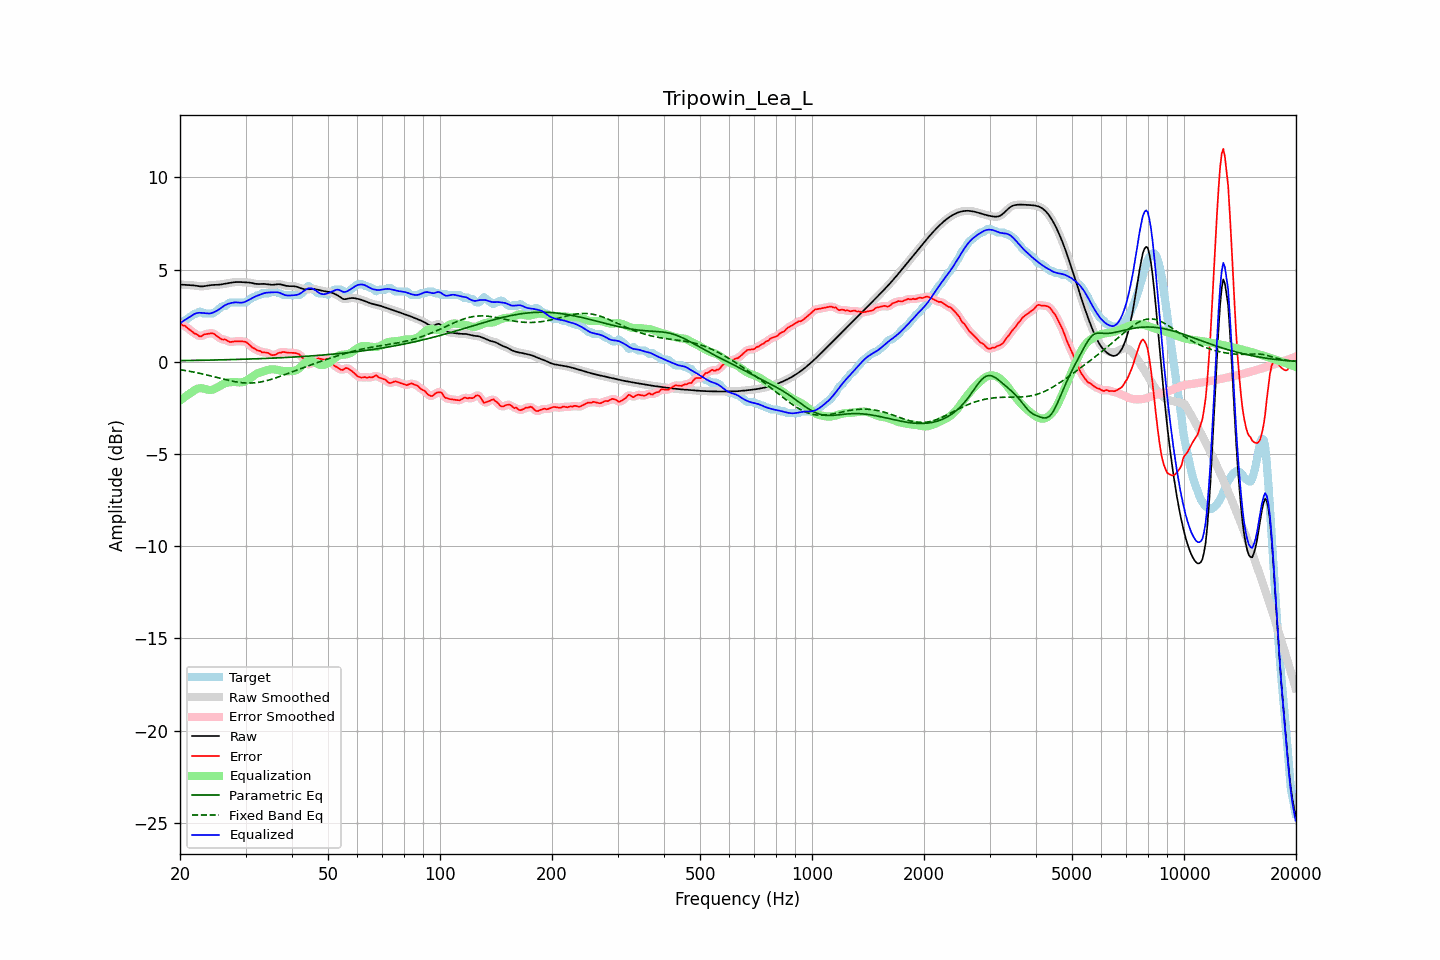 Tripowin_Lea_L
Amplitude (dBr)
10
5
0
−5
−10
−15
−20
−25
Target
Raw Smoothed
Error Smoothed
Raw
Error
Equalization
Parametric Eq
Fixed Band Eq
Equalized
20 50 100 200 500 1000 2000 5000 10000 20000
Frequency (Hz)